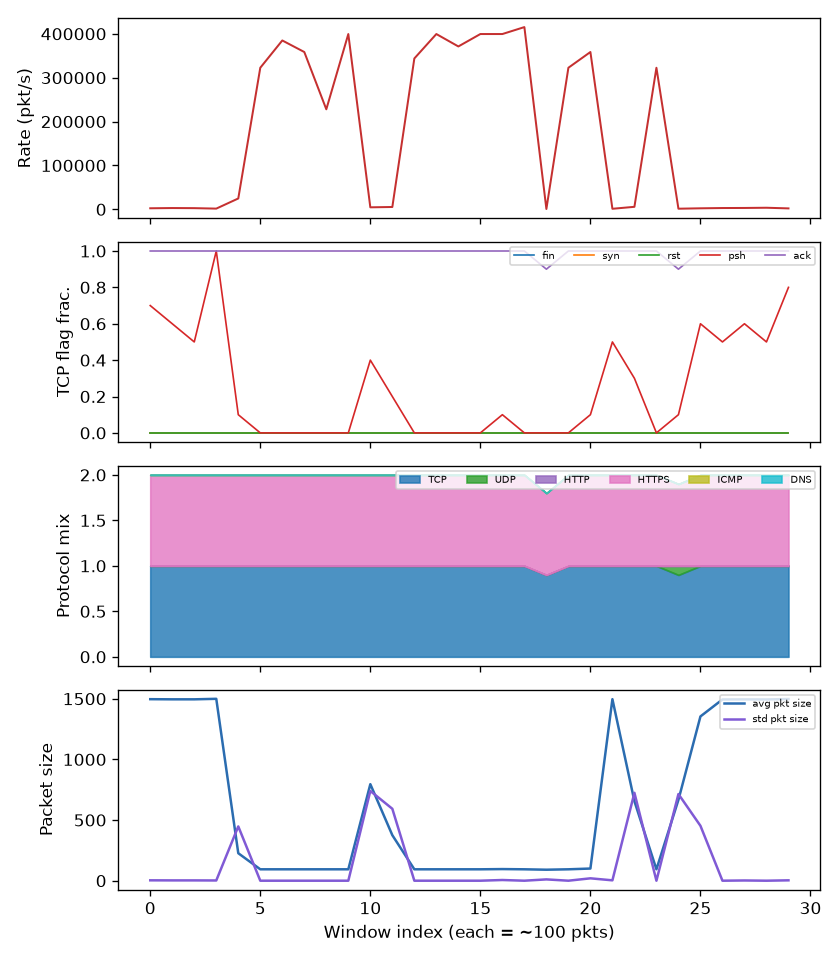 400000
300000
200000
100000
0
Rate (pkt/s)
1.0
0.8
0.6
0.4
0.2
0.0
TCP flag frac.
fin syn rst psh ack
2.0
1.5
1.0
0.5
0.0
Protocol mix
TCP UDP HTTP HTTPS ICMP DNS
1500
1000
500
0
Packet size
avg pkt size
std pkt size
0 5 10 15 20 25 30
Window index (each = ~100 pkts)